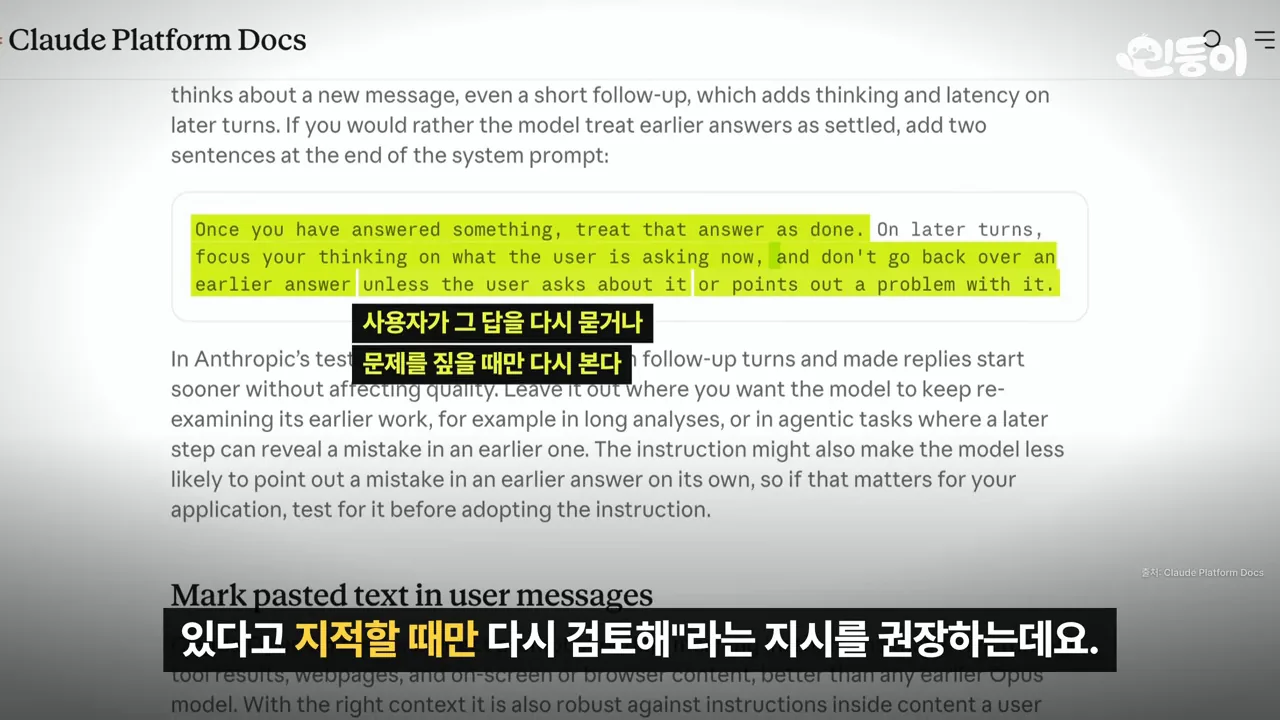 Claude Platform Docs
인둥이
thinks about a new message, even a short follow-up, which adds thinking and latency on
later turns. If you would rather the model treat earlier answers as settled, add two
sentences at the end of the system prompt:
Once you have answered something, treat that answer as done. On later turns,
focus your thinking on what the user is asking now, and don't go back over an
earlier answer unless the user asks about it or points out a problem with it.
사용자가 그 답을 다시 묻거나
문제를 짚을 때만 다시 본다
In Anthropic's test follow-up turns and made replies start
sooner without affecting quality. Leave it out where you want the model to keep re-
examining its earlier work, for example in long analyses, or in agentic tasks where a later
step can reveal a mistake in an earlier one. The instruction might also make the model less
likely to point out a mistake in an earlier answer on its own, so if that matters for your
application, test for it before adopting the instruction.
출처: Claude Platform Docs
Mark pasted text in user messages
있다고 지적할 때만 다시 검토해"라는 지시를 권장하는데요.
tool results, webpages, and on-screen or browser content, better than any earlier Opus
model. With the right context it is also robust against instructions inside content a user